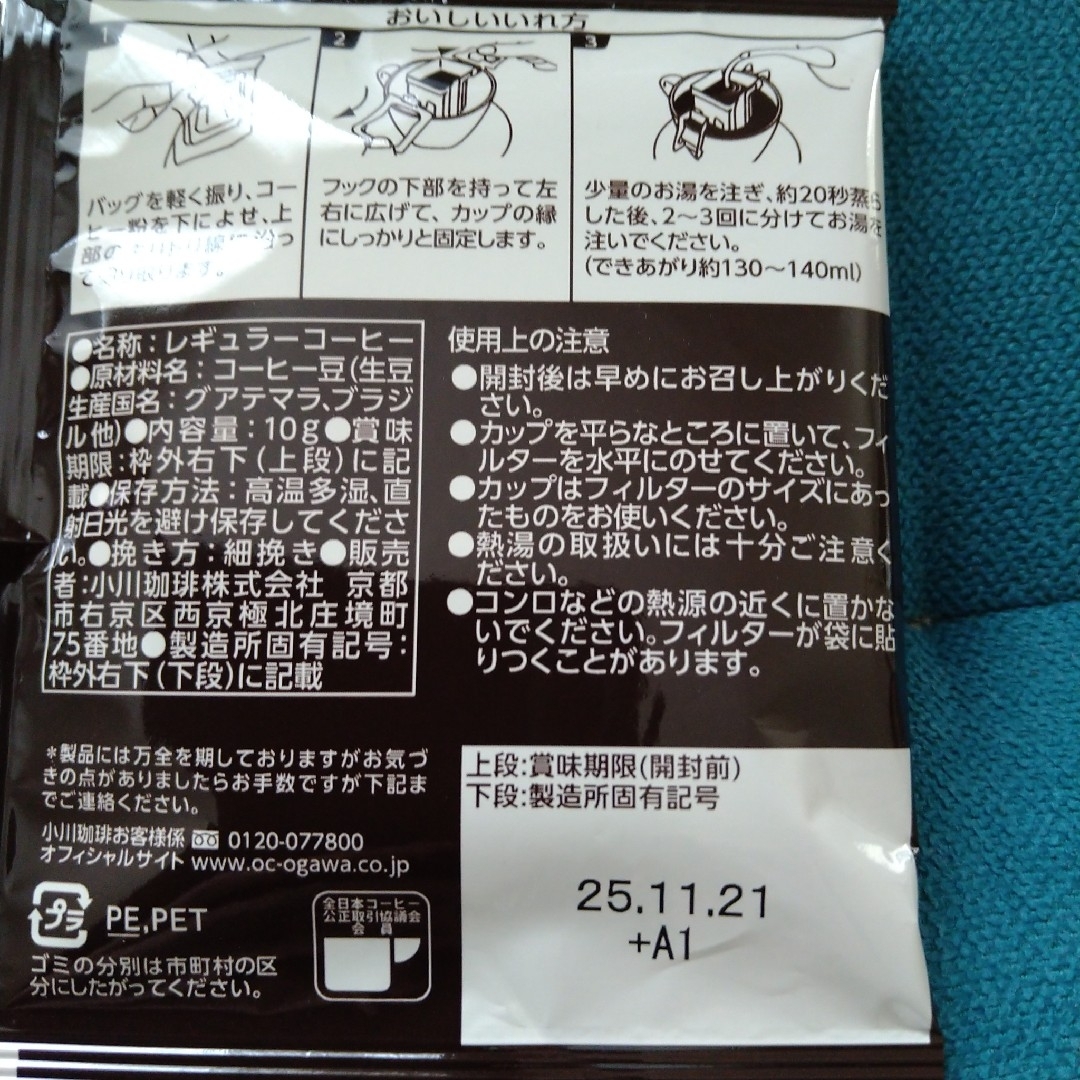 おいしいいれ方
1
2
3
バッグを軽く振り、コー
ヒー粉を下によせ、上
部の
フックの下部を持って左
右に広げて、カップの縁
にしっかりと固定します。
少量のお湯を注ぎ、約20秒蒸ら
した後、2〜3回に分けてお湯を
注いでください。
(できあがり約130〜140ml)
●名称：レギュラーコーヒー
●原材料名：コーヒー豆(生豆
生産国名：グアテマラ、ブラジ
ル他)●内容量：10g●賞味
期限：枠外右下(上段)に記
載●保存方法：高温多湿、直
射日光を避け保存してくださ
い。●挽き方：細挽き●販売
者：小川珈琲株式会社 京都
市右京区西京極北庄境町
75番地●製造所固有記号：
枠外右下(下段)に記載
使用上の注意
●開封後は早めにお召し上がりくだ
さい。
●カップを平らなところに置いて、フィ
ルターを水平にのせてください。
●カップはフィルターのサイズにあっ
たものをお使いください。
●熱湯の取扱いには十分ご注意く
ださい。
●コンロなどの熱源の近くに置かな
いでください。フィルターが袋に貼
りつくことがあります。
*製品には万全を期しておりますがお気づ
きの点がありましたらお手数ですが下記ま
でご連絡ください。
小川珈琲お客様係 0120-077800
オフィシャルサイト www.oc-ogawa.co.jp
プラ PE,PET
ゴミの分別は市町村の区
分にしたがってください。
全日本コーヒー
公正取引協議会
会員
上段：賞味期限(開封前)
下段：製造所固有記号
25.11.21
+A1